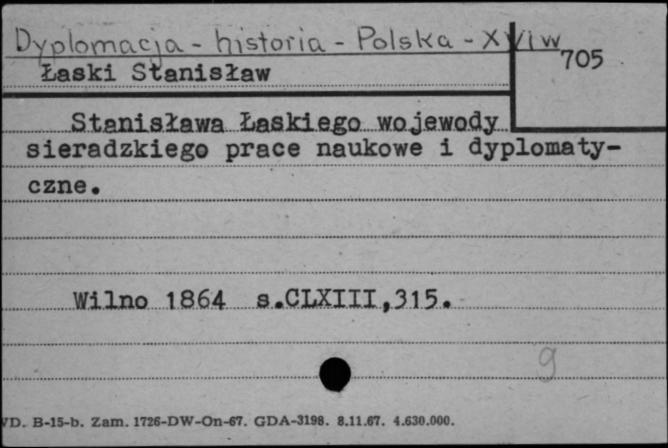 Dyplomacja - historia - Polska - XVI w
705
Łaski Stanisław
Stanisława Łaskiego wojewody
sieradzkiego prace naukowe i dyplomaty-
czne.
Wilno 1864 s.CLXIII,315.
9
VD. B-15-b. Zam. 1726-DW-On-67. GDA-3198. 8.11.67. 4.630.000.